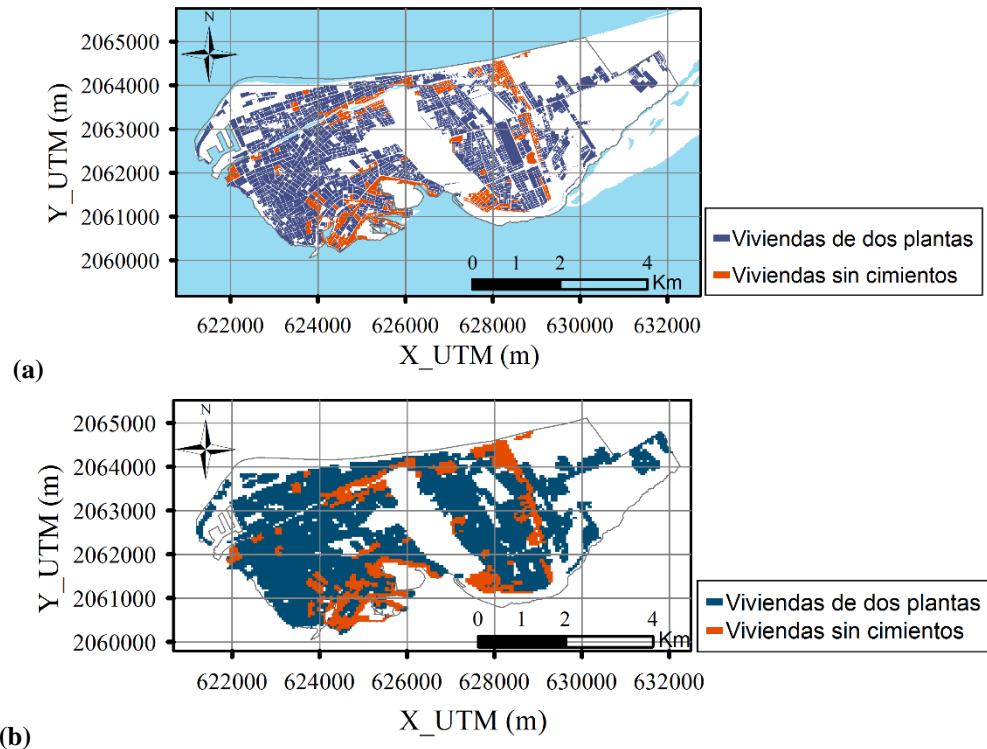 N
2065000
2064000
2063000
2062000
2061000
2060000
Y_UTM (m)
0 1 2 4
Km
622000 624000 626000 628000 630000 632000
X_UTM (m)
Viviendas de dos plantas
Viviendas sin cimientos
(a)
N
2065000
2064000
2063000
2062000
2061000
2060000
Y_UTM (m)
0 1 2 4
Km
622000 624000 626000 628000 630000 632000
X_UTM (m)
Viviendas de dos plantas
Viviendas sin cimientos
(b)